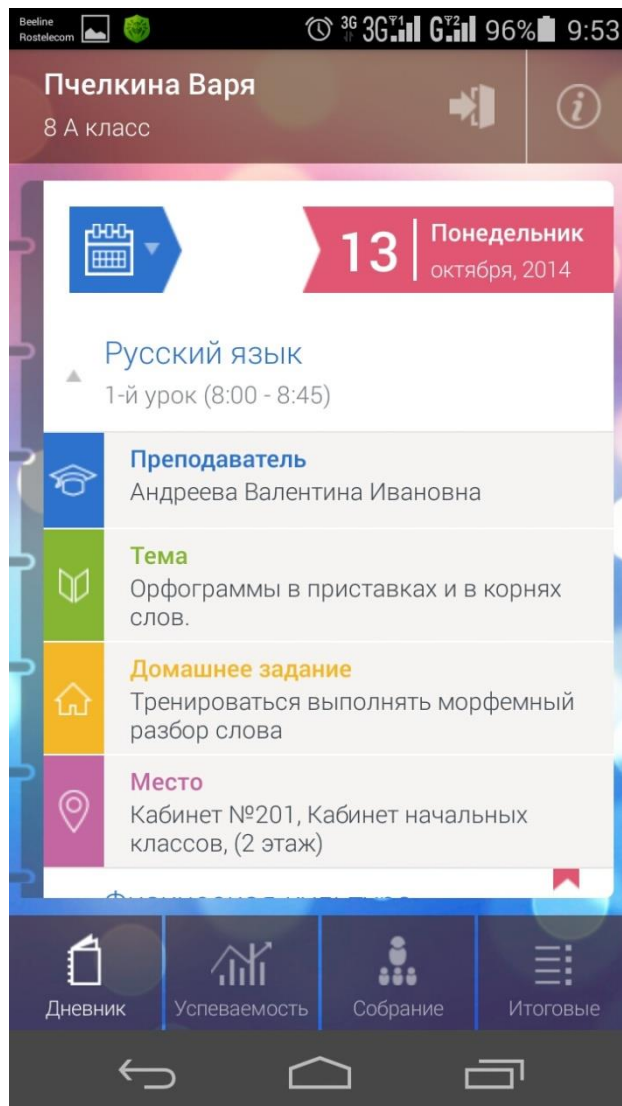 Beeline
Rostelecom
3G 3G G 96% 9:53
Пчелкина Варя
8 А класс
13 Понедельник
октября, 2014
Русский язык
1-й урок (8:00 - 8:45)
Преподаватель
Андреева Валентина Ивановна
Тема
Орфограммы в приставках и в корнях
слов.
Домашнее задание
Тренироваться выполнять морфемный
разбор слова
Место
Кабинет №201, Кабинет начальных
классов, (2 этаж)
Физическая культура
Дневник Успеваемость Собрание Итоговые